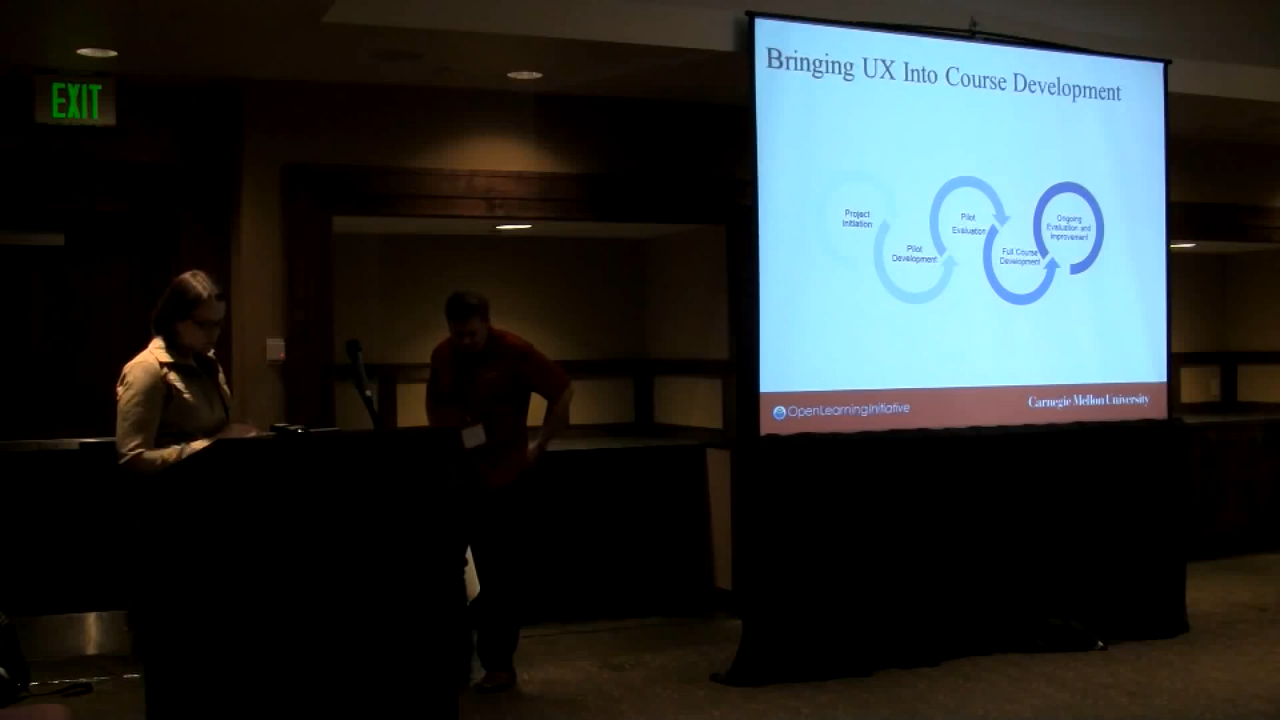 EXIT
Bringing UX Into Course Development
Project
Initiation
Pilot
Development
Pilot
Evaluation
Full Course
Development
Ongoing
Evaluation and
Improvement
OpenLearningInitiative
Carnegie Mellon University